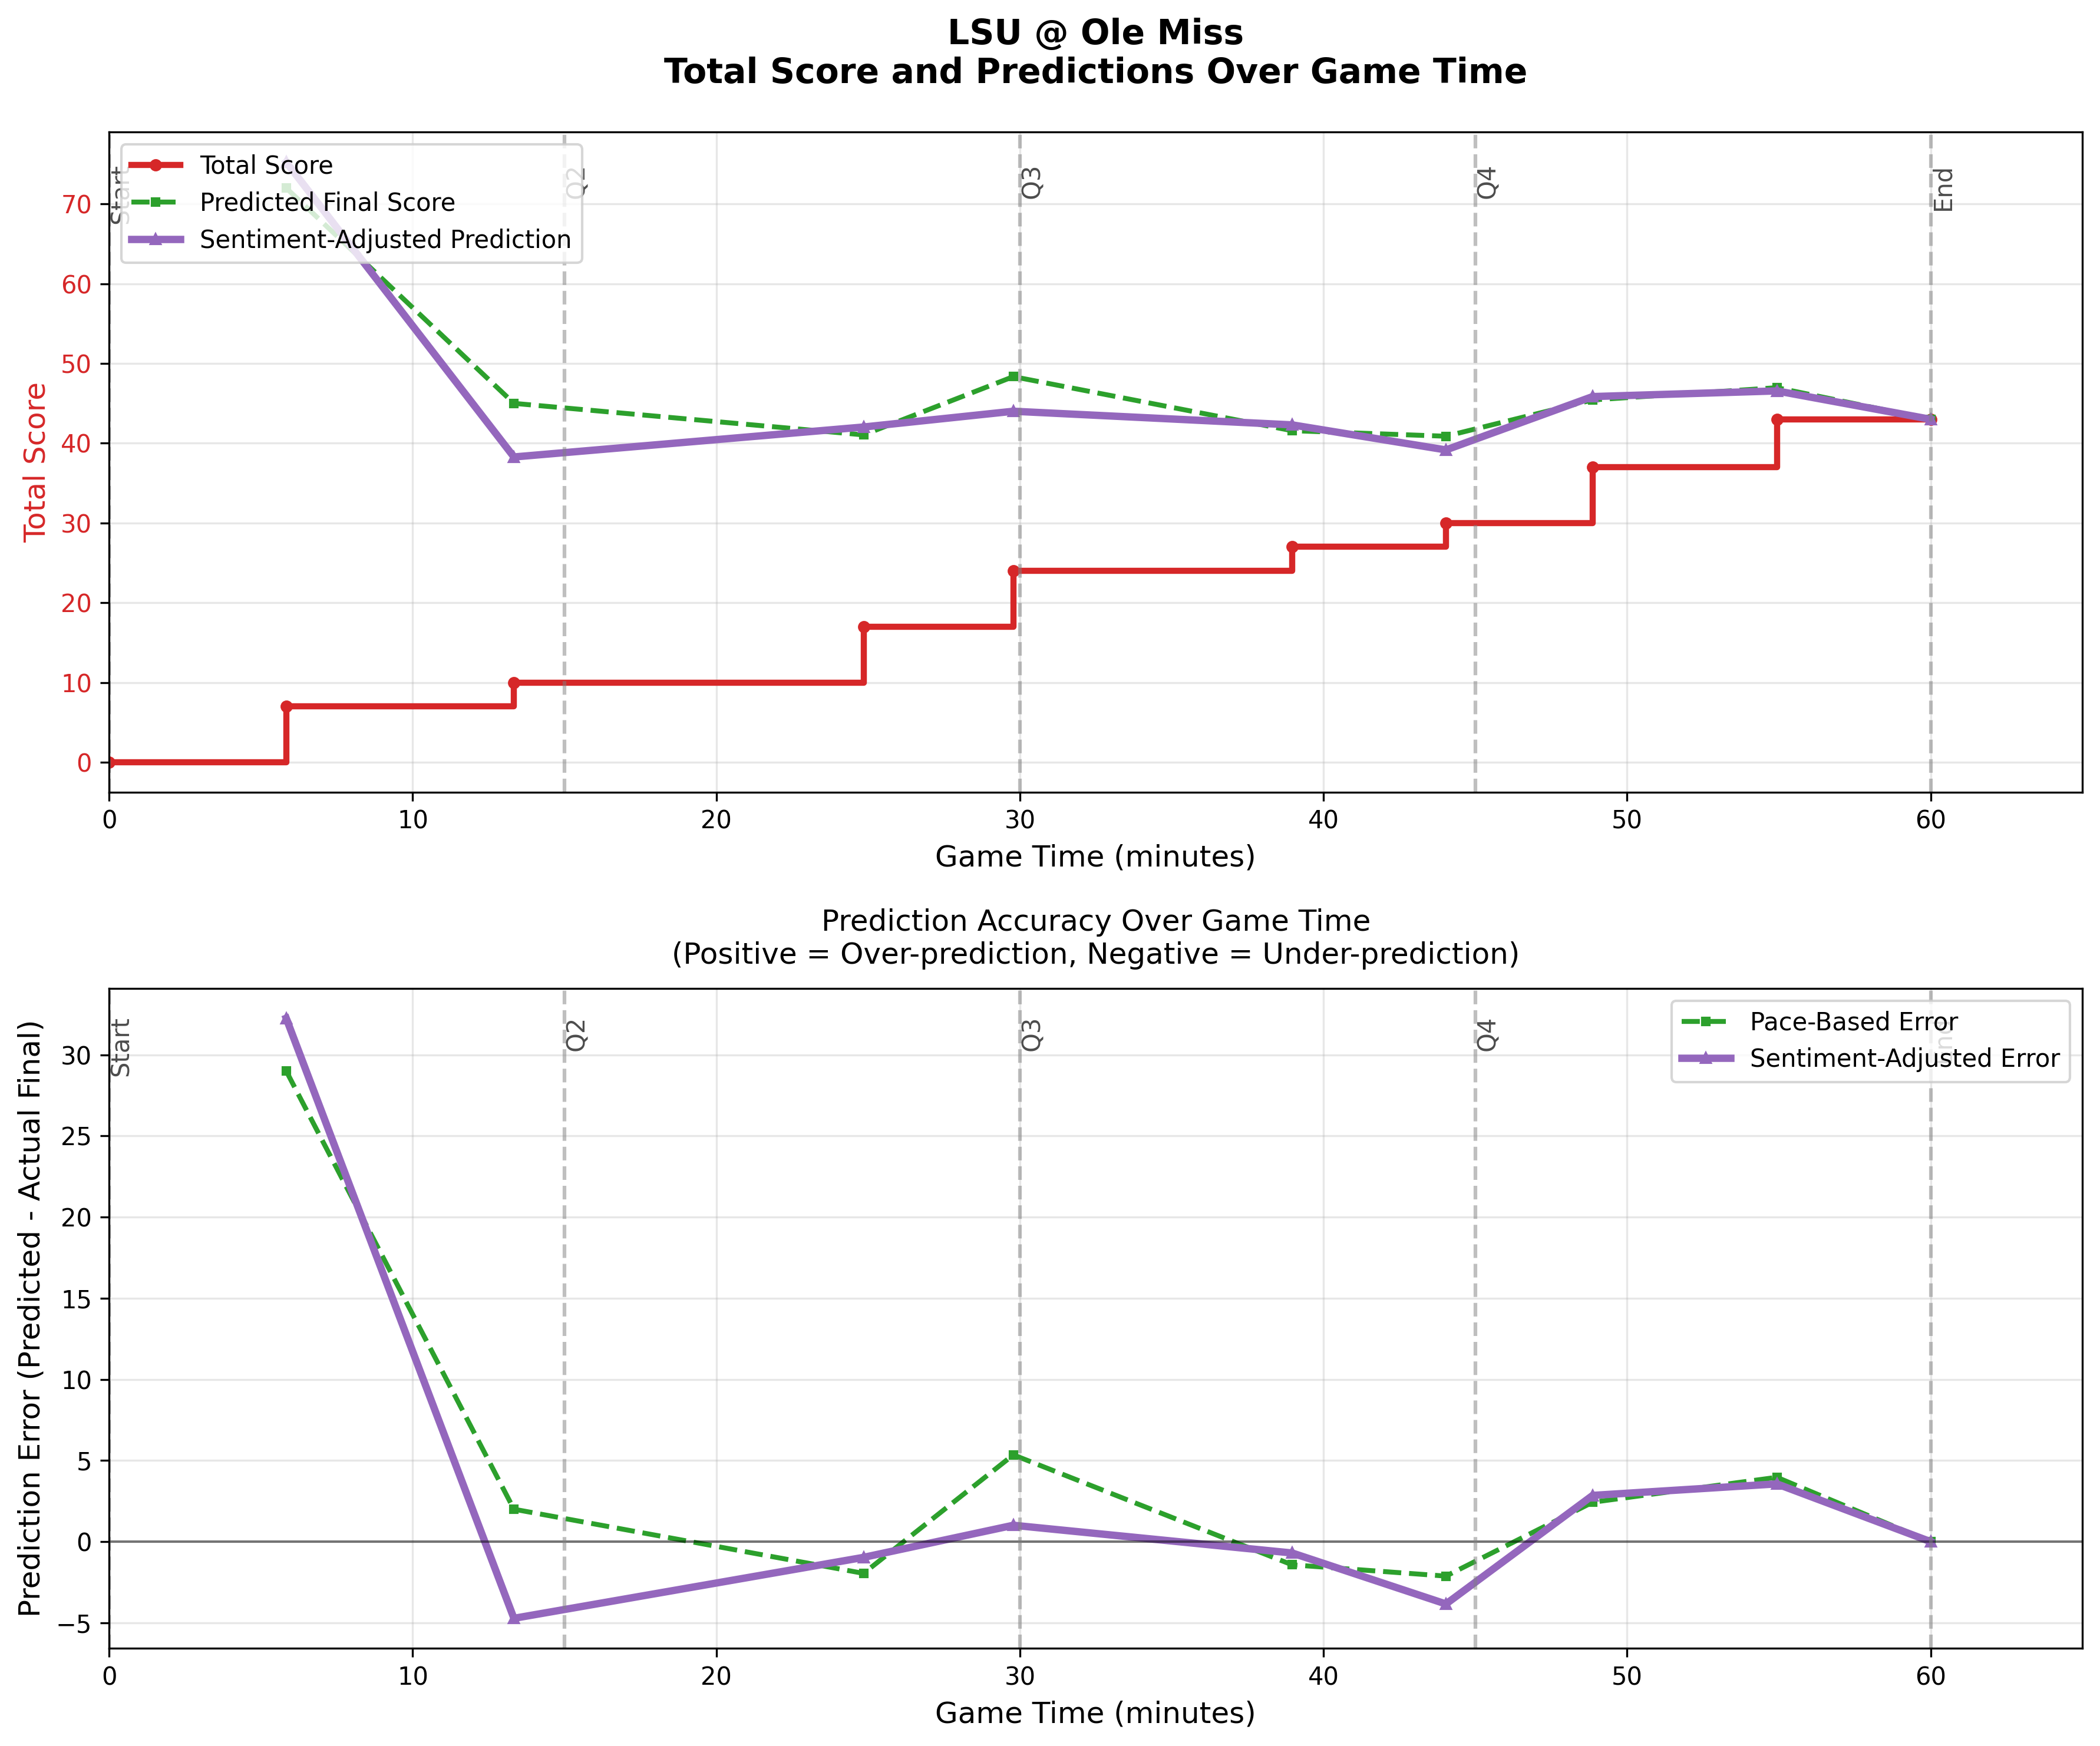 LSU @ Ole Miss
Total Score and Predictions Over Game Time
Total Score
Predicted Final Score
Sentiment-Adjusted Prediction
Start
Q2
Q3
Q4
End
70
60
50
40
30
20
10
0
Total Score
0
10
20
30
40
50
60
Game Time (minutes)
Prediction Accuracy Over Game Time
(Positive = Over-prediction, Negative = Under-prediction)
Pace-Based Error
Sentiment-Adjusted Error
Start
Q2
Q3
Q4
30
25
20
15
10
5
0
−5
Prediction Error (Predicted - Actual Final)
0
10
20
30
40
50
60
Game Time (minutes)